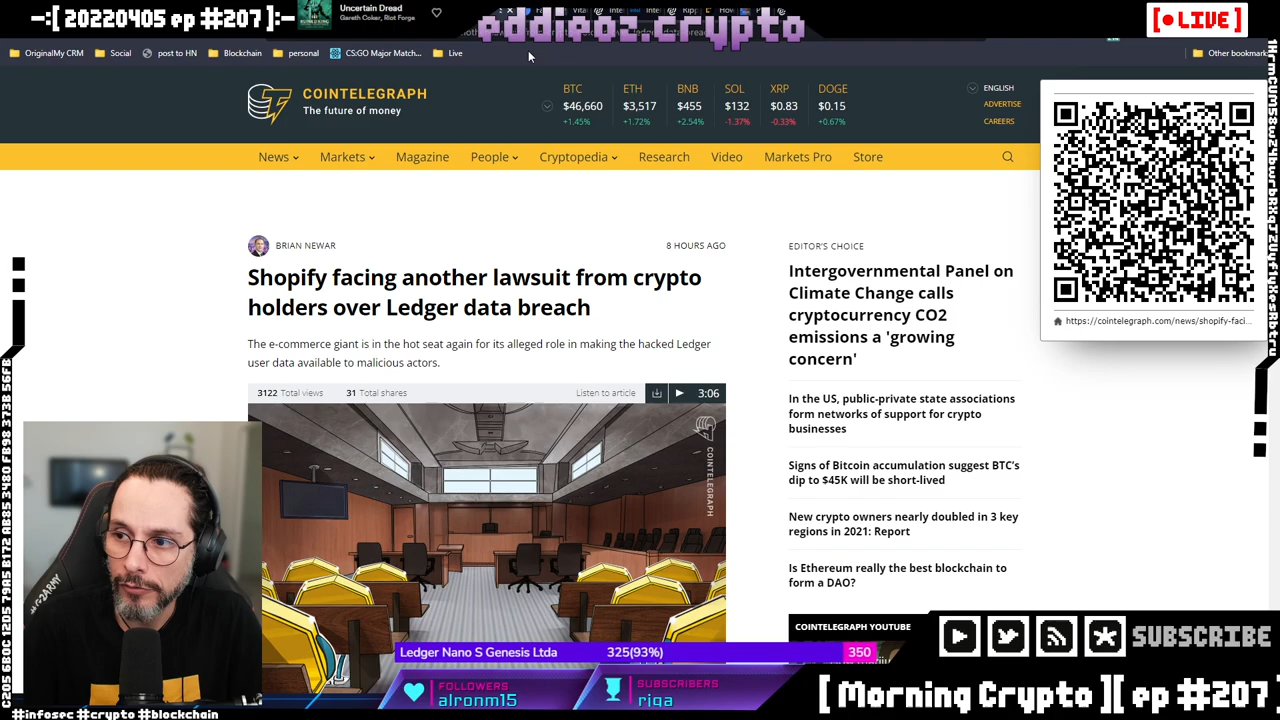 -:[ 20220405 ep #207]:-
Uncertain Dread
Gareth Coker, Riot Forge
eddieoz.crypto
[ LIVE ]
OriginalMy CRM
Social
post to HN
Blockchain
personal
CS:GO Major Match...
Live
Other bookmark
COINTELEGRAPH
The future of money
BTC
$46,660
+1.45%
ETH
$3,517
+1.72%
BNB
$455
+2.54%
SOL
$132
-1.37%
XRP
$0.83
-0.33%
DOGE
$0.15
+0.67%
ENGLISH
ADVERTISE
CAREERS
News
Markets
Magazine
People
Cryptopedia
Research
Video
Markets Pro
Store
https://cointelegraph.com/news/shopify-faci...
BRIAN NEWAR
8 HOURS AGO
Shopify facing another lawsuit from crypto
holders over Ledger data breach
The e-commerce giant is in the hot seat again for its alleged role in making the hacked Ledger
user data available to malicious actors.
3122 Total views
31 Total shares
Listen to article
3:06
COINTELEGRAPH
EDITOR'S CHOICE
Intergovernmental Panel on
Climate Change calls
cryptocurrency CO2
emissions a 'growing
concern'
In the US, public-private state associations
form networks of support for crypto
businesses
Signs of Bitcoin accumulation suggest BTC's
dip to $45K will be short-lived
New crypto owners nearly doubled in 3 key
regions in 2021: Report
Is Ethereum really the best blockchain to
form a DAO?
COINTELEGRAPH YOUTUBE
SUBSCRIBE
Ledger Nano S Genesis Ltda
325(93%)
350
FOLLOWERS
alronm15
SUBSCRIBERS
riga
[ Morning Crypto ][ ep #207 ]
#infosec #crypto #blockchain